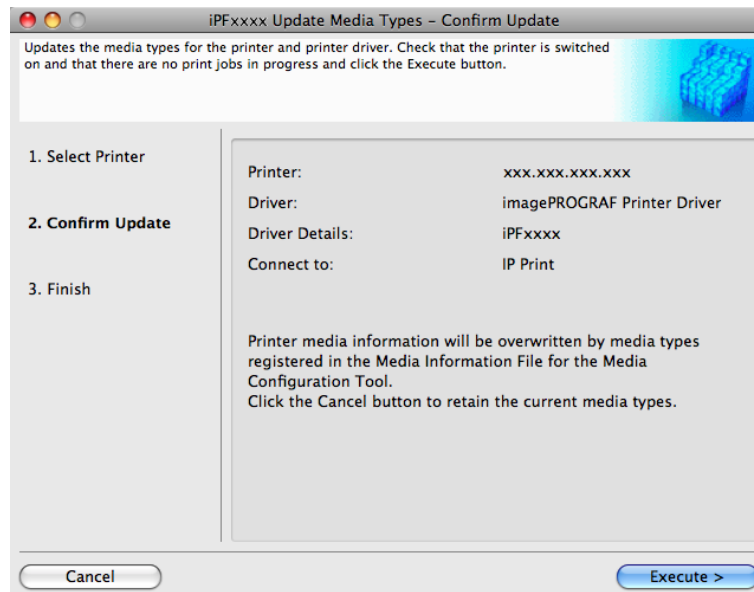 iPFxxxx Update Media Types – Confirm Update
Updates the media types for the printer and printer driver. Check that the printer is switched
on and that there are no print jobs in progress and click the Execute button.
1. Select Printer
2. Confirm Update
3. Finish
Printer: xxx.xxx.xxx.xxx
Driver: imagePROGRAF Printer Driver
Driver Details: iPFxxxx
Connect to: IP Print
Printer media information will be overwritten by media types
registered in the Media Information File for the Media
Configuration Tool.
Click the Cancel button to retain the current media types.
Cancel
Execute >